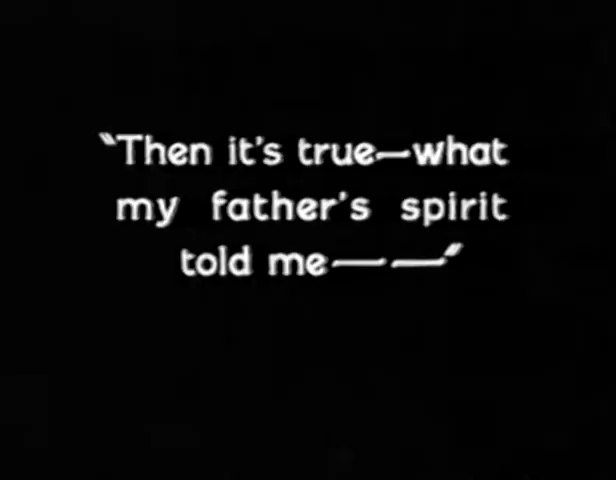 "Then it's true—what
my father's spirit
told me— —"